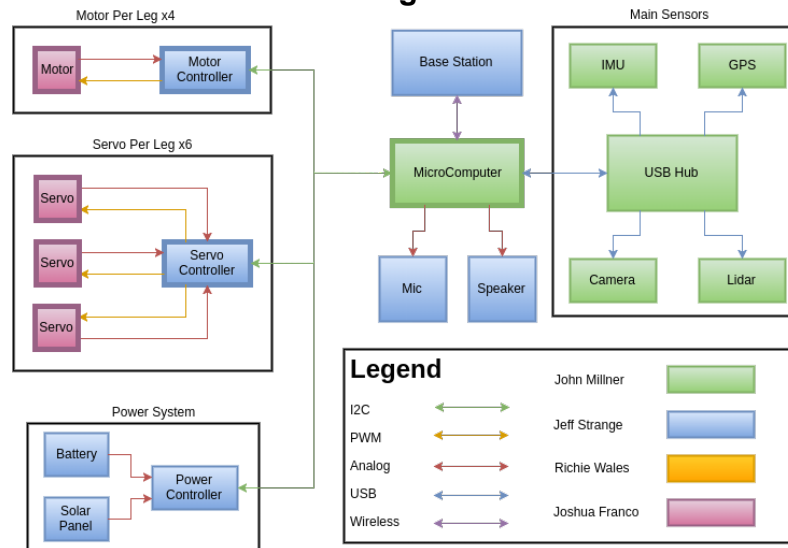 Motor Per Leg x4
Motor
Motor
Controller
Servo Per Leg x6
Servo
Servo
Servo
Servo
Controller
Power System
Battery
Solar
Panel
Power
Controller
Base Station
MicroComputer
Mic
Speaker
Main Sensors
IMU
GPS
USB Hub
Camera
Lidar
Legend
I2C
PWM
Analog
USB
Wireless
John Millner
Jeff Strange
Richie Wales
Joshua Franco